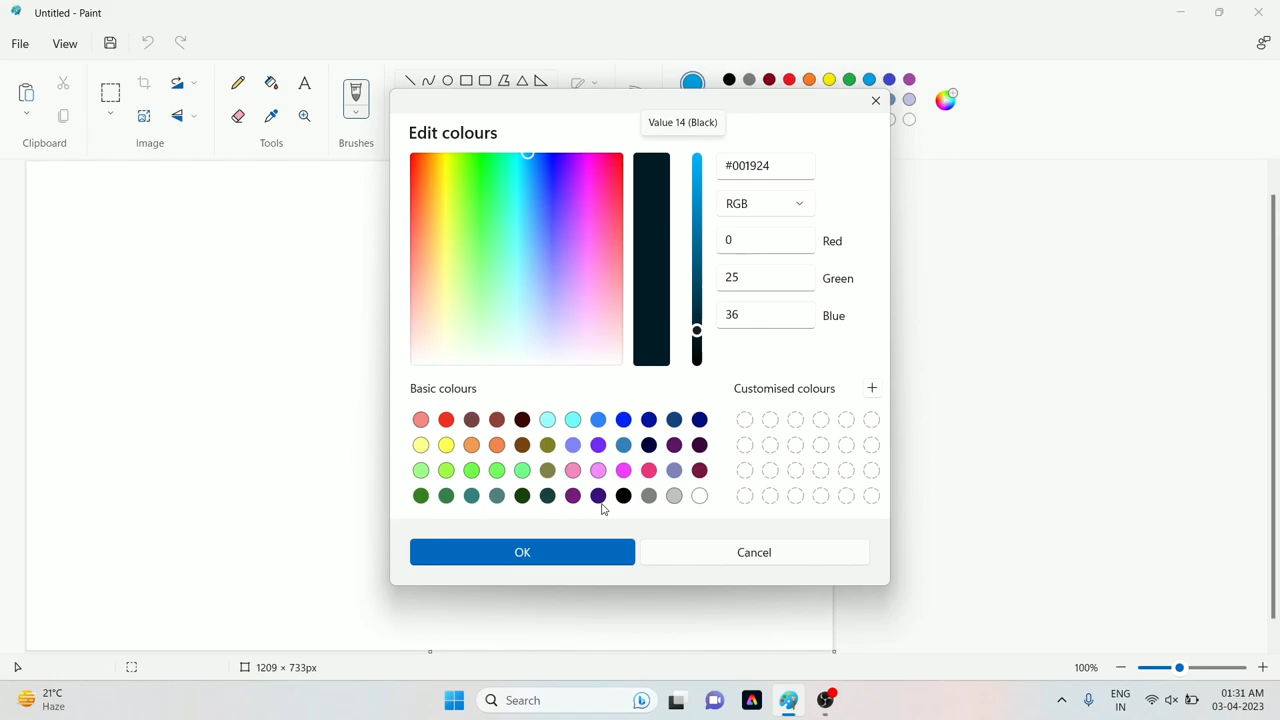 Untitled - Paint
File View
Clipboard Image Tools Brushes
Value 14 (Black)
Edit colours
#001924
RGB
0 Red
25 Green
36 Blue
Basic colours Customised colours
OK Cancel
1209 × 733px 100%
21°C
Haze
Search
ENG
IN
01:31 AM
03-04-2023